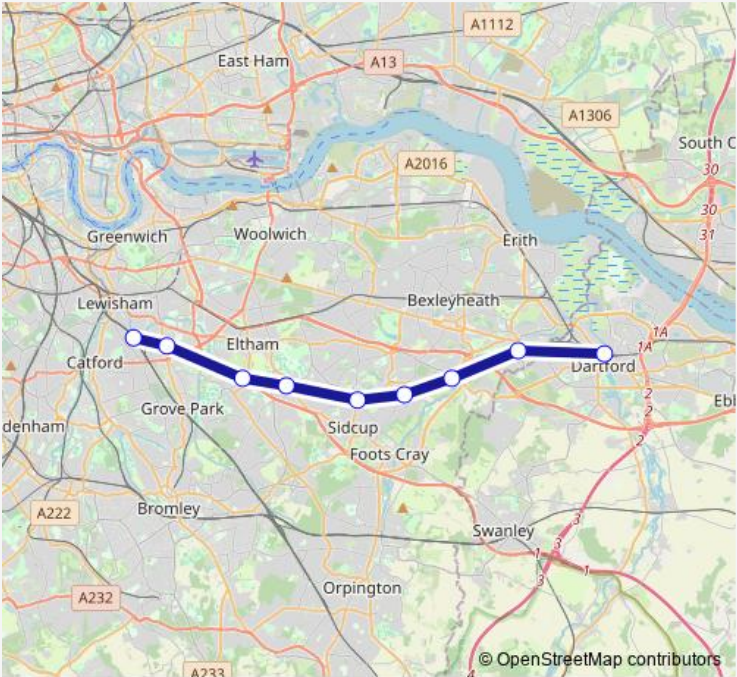 A1112
East Ham
A13
A1306
South C
A2016
30
30
31
Greenwich
Woolwich
Erith
Lewisham
Bexleyheath
1A
1A
Catford
Eltham
Dartford
Grove Park
2
2
2
Ebb
denham
Sidcup
Foots Cray
A222
Bromley
Swanley
3
3
1
1
3
Orpington
A232
A233
4
© OpenStreetMap contributors